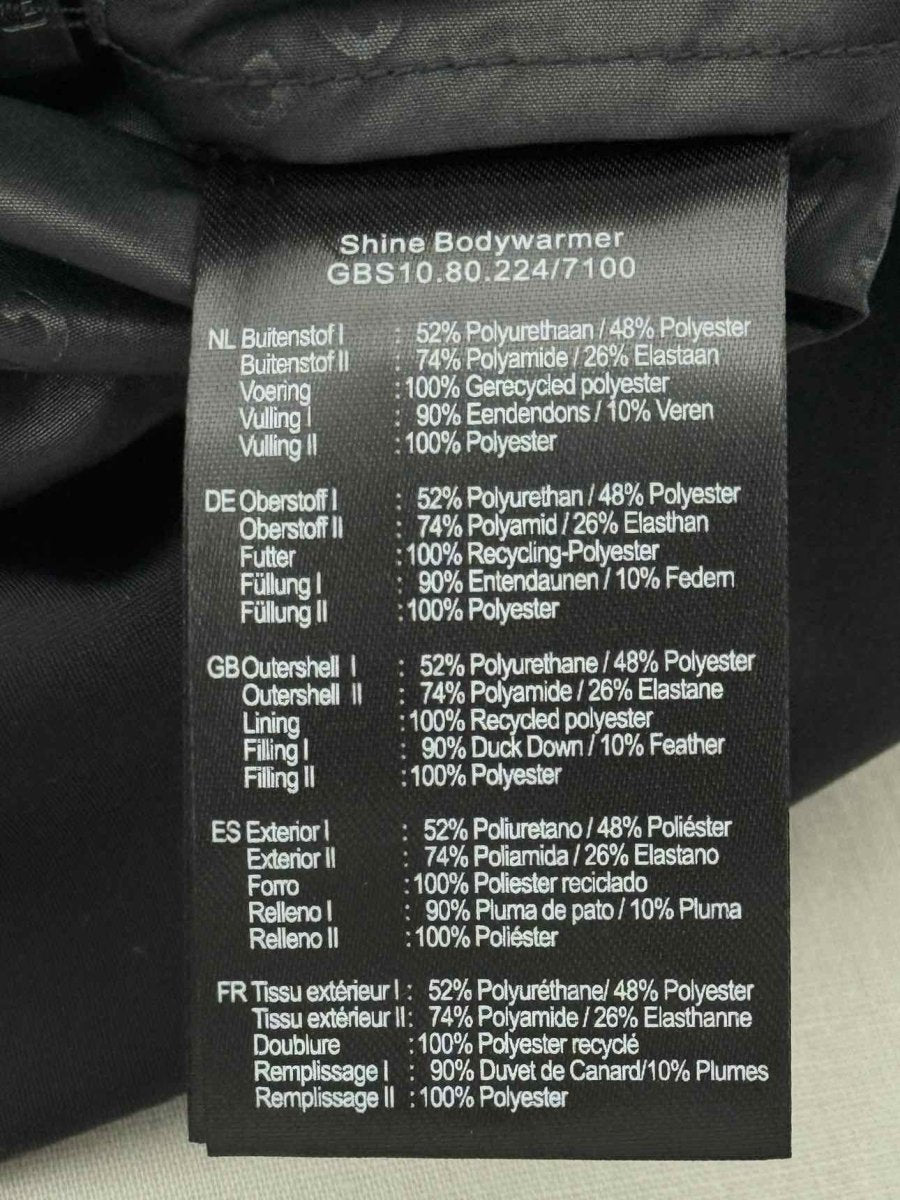 Shine Bodywarmer
GBS10.80.224/7100
NL Buitenstof I : 52% Polyurethaan / 48% Polyester
Buitenstof II : 74% Polyamide / 26% Elastaan
Voering : 100% Gerecycled polyester
Vulling I : 90% Eendendons / 10% Veren
Vulling II : 100% Polyester
DE Oberstoff I : 52% Polyurethan / 48% Polyester
Oberstoff II : 74% Polyamid / 26% Elasthan
Futter : 100% Recycling-Polyester
Füllung I : 90% Entendaunen / 10% Federn
Füllung II : 100% Polyester
GB Outershell I : 52% Polyurethane / 48% Polyester
Outershell II : 74% Polyamide / 26% Elastane
Lining : 100% Recycled polyester
Filling I : 90% Duck Down / 10% Feather
Filling II : 100% Polyester
ES Exterior I : 52% Poliuretano / 48% Poliéster
Exterior II : 74% Poliamida / 26% Elastano
Forro : 100% Poliester reciclado
Relleno I : 90% Pluma de pato / 10% Pluma
Relleno II : 100% Poliéster
FR Tissu extérieur I : 52% Polyuréthane/ 48% Polyester
Tissu extérieur II : 74% Polyamide / 26% Elasthanne
Doublure : 100% Polyester recyclé
Remplissage I : 90% Duvet de Canard/10% Plumes
Remplissage II : 100% Polyester